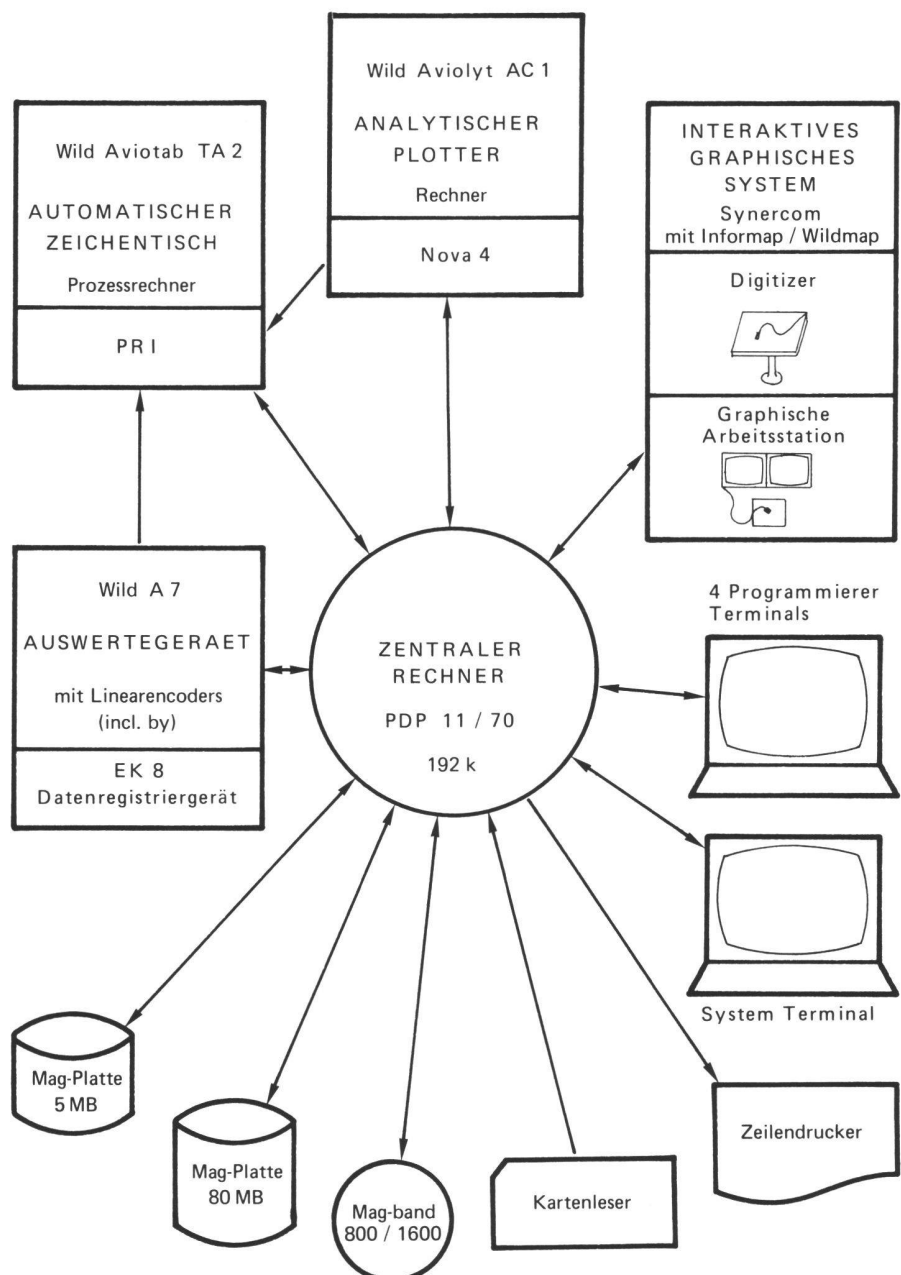 Wild Aviotab TA 2
AUTOMATISCHER
ZEICHENTISCH
Prozessrechner
PR I
Wild Aviolyt AC 1
ANALYTISCHER
PLOTTER
Rechner
Nova 4
INTERAKTIVES
GRAPHISCHES
SYSTEM
Synercom
mit Informap / Wildmap
Digitizer
Graphische
Arbeitsstation
Wild A 7
AUSWERTEGERAET
mit Linearencoders
(incl. by)
EK 8
Datenregistriergerät
ZENTRALER
RECHNER
PDP 11 / 70
192 k
4 Programmierer
Terminals
System Terminal
Mag-Platte
5 MB
Mag-Platte
80 MB
Mag-band
800 / 1600
Kartenleser
Zeilendrucker